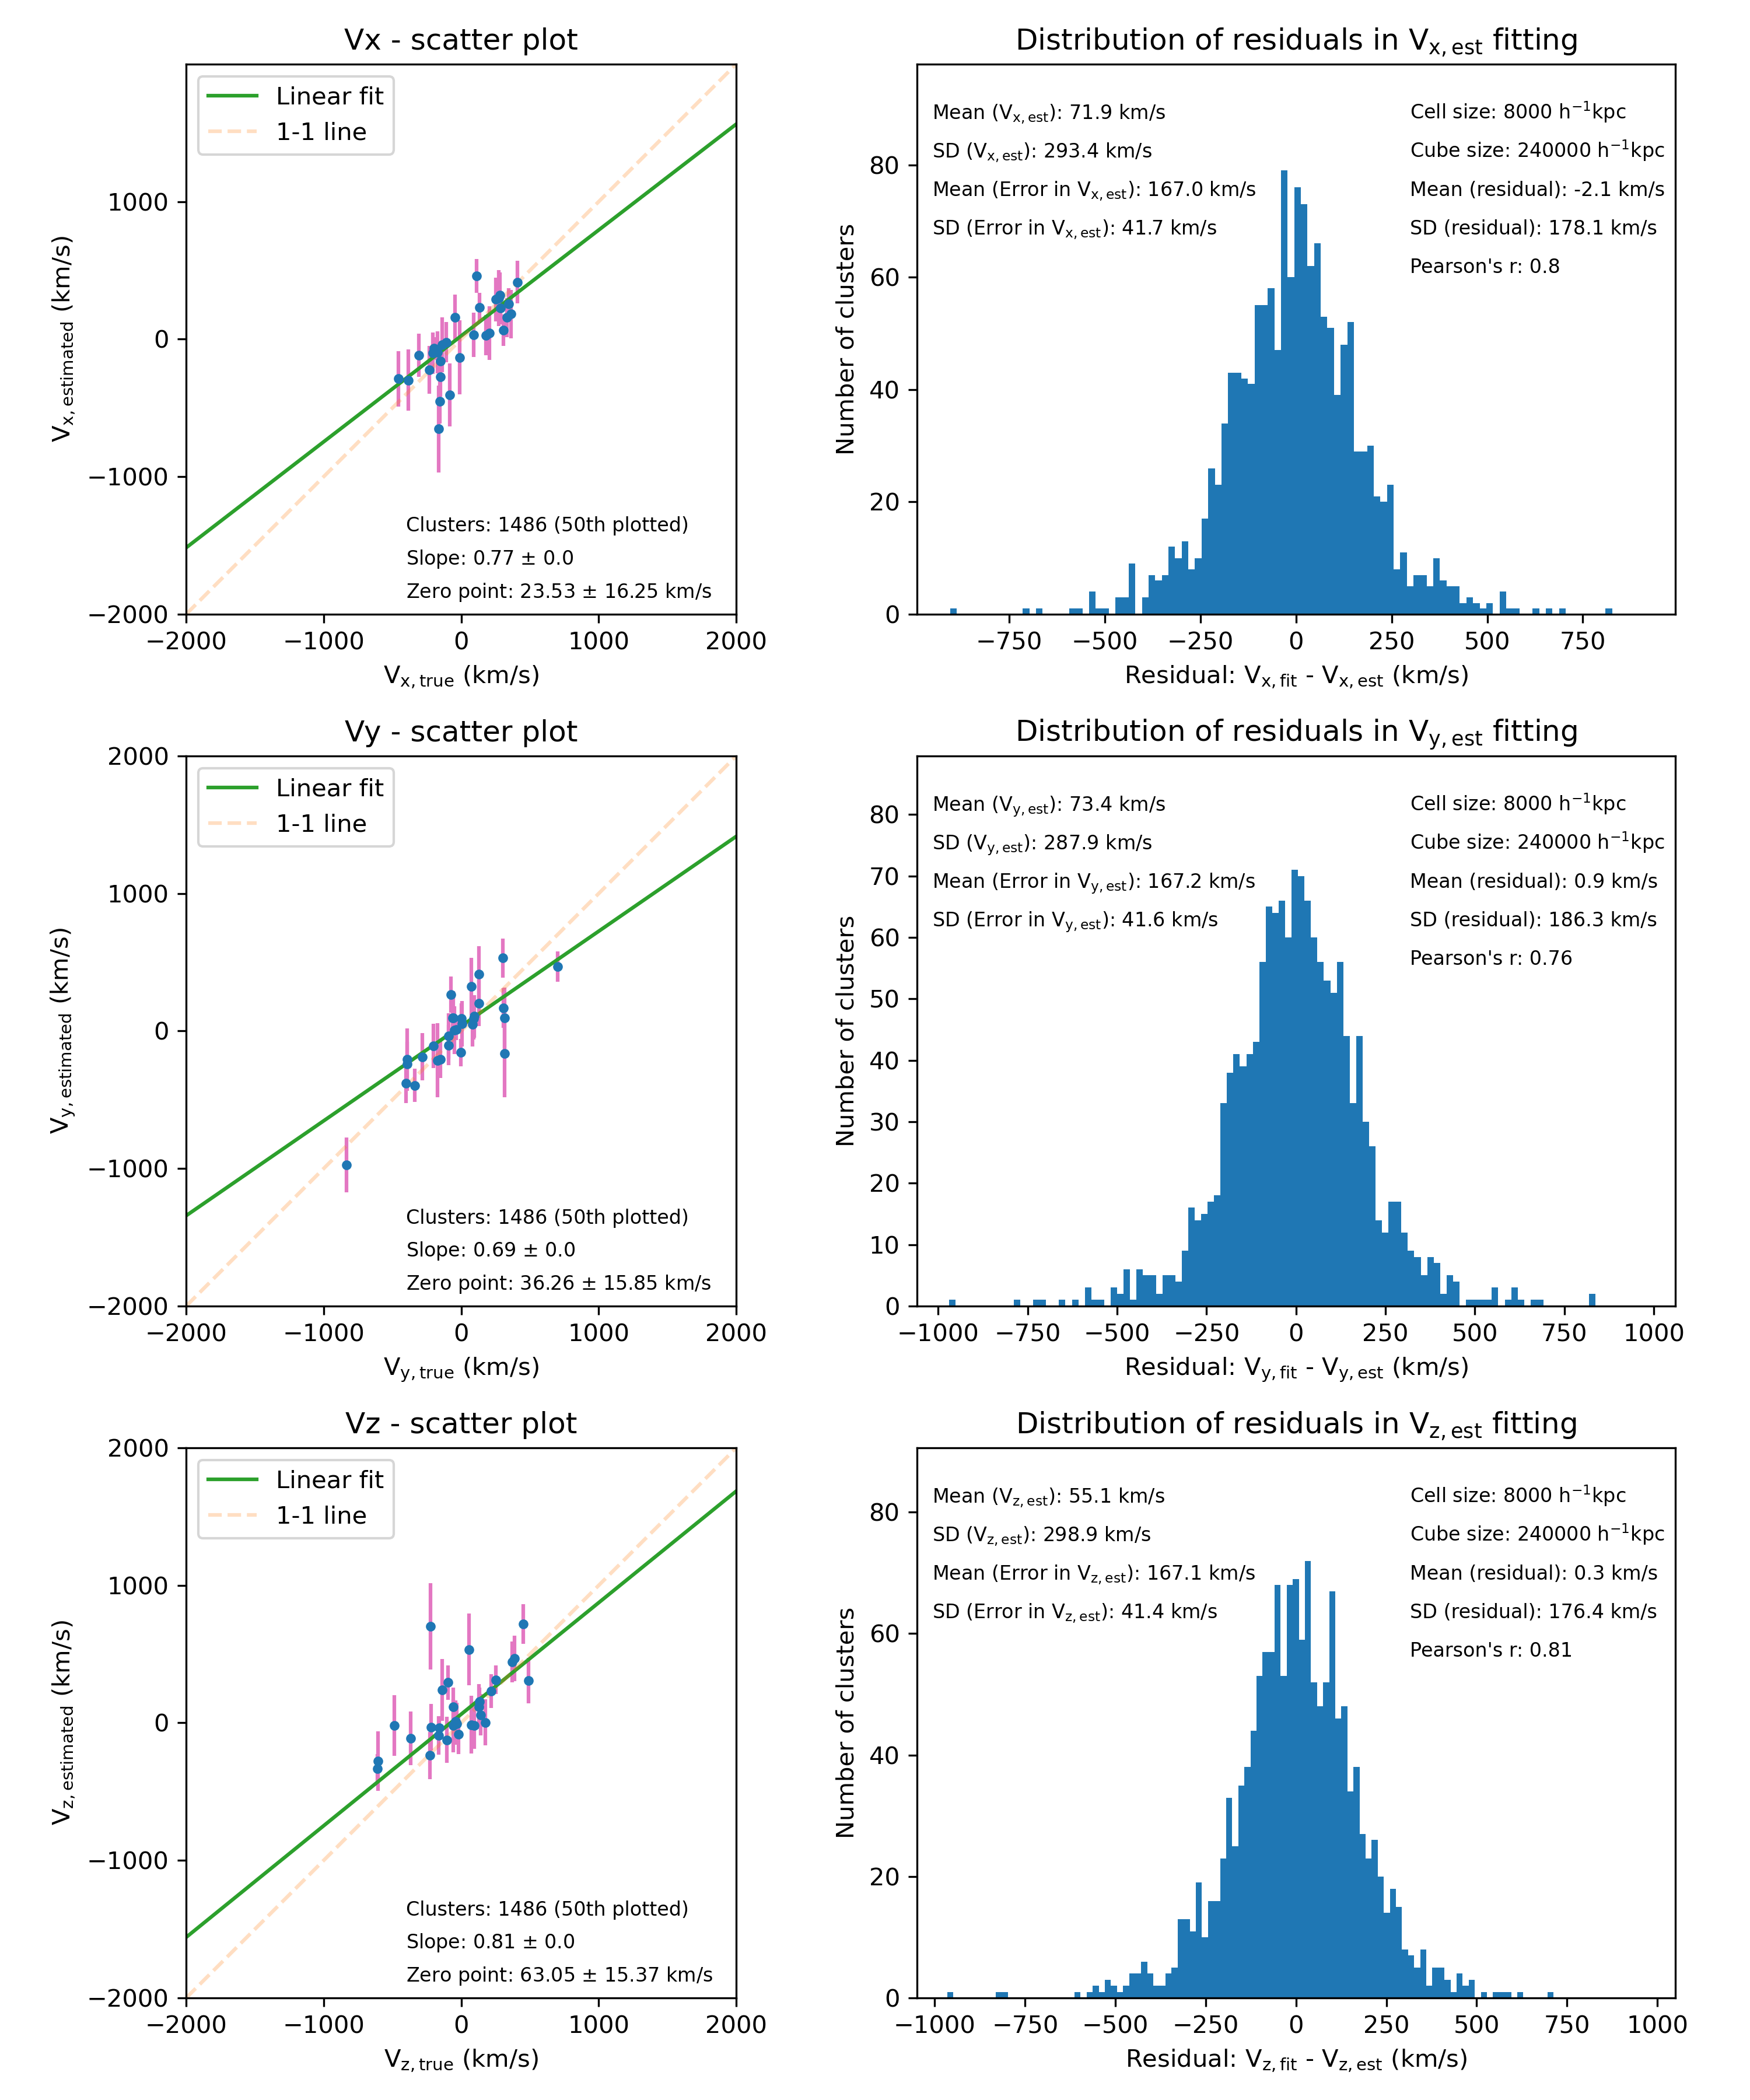 Vx - scatter plot
Linear fit
1-1 line
1000
0
−1000
−2000
V_x, estimated (km/s)
Clusters: 1486 (50th plotted)
Slope: 0.77 ± 0.0
Zero point: 23.53 ± 16.25 km/s
−2000 −1000 0 1000 2000
V_x, true (km/s)
Distribution of residuals in V_x, est fitting
Mean (V_x, est): 71.9 km/s
SD (V_x, est): 293.4 km/s
Mean (Error in V_x, est): 167.0 km/s
SD (Error in V_x, est): 41.7 km/s
Cell size: 8000 h⁻¹kpc
Cube size: 240000 h⁻¹kpc
Mean (residual): -2.1 km/s
SD (residual): 178.1 km/s
Pearson's r: 0.8
80
60
40
20
0
Number of clusters
−750 −500 −250 0 250 500 750
Residual: V_x, fit - V_x, est (km/s)
Vy - scatter plot
Linear fit
1-1 line
2000
1000
0
−1000
−2000
V_y, estimated (km/s)
Clusters: 1486 (50th plotted)
Slope: 0.69 ± 0.0
Zero point: 36.26 ± 15.85 km/s
−2000 −1000 0 1000 2000
V_y, true (km/s)
Distribution of residuals in V_y, est fitting
Mean (V_y, est): 73.4 km/s
SD (V_y, est): 287.9 km/s
Mean (Error in V_y, est): 167.2 km/s
SD (Error in V_y, est): 41.6 km/s
Cell size: 8000 h⁻¹kpc
Cube size: 240000 h⁻¹kpc
Mean (residual): 0.9 km/s
SD (residual): 186.3 km/s
Pearson's r: 0.76
80
70
60
50
40
30
20
10
0
Number of clusters
−1000 −750 −500 −250 0 250 500 750 1000
Residual: V_y, fit - V_y, est (km/s)
Vz - scatter plot
Linear fit
1-1 line
2000
1000
0
−1000
−2000
V_z, estimated (km/s)
Clusters: 1486 (50th plotted)
Slope: 0.81 ± 0.0
Zero point: 63.05 ± 15.37 km/s
−2000 −1000 0 1000 2000
V_z, true (km/s)
Distribution of residuals in V_z, est fitting
Mean (V_z, est): 55.1 km/s
SD (V_z, est): 298.9 km/s
Mean (Error in V_z, est): 167.1 km/s
SD (Error in V_z, est): 41.4 km/s
Cell size: 8000 h⁻¹kpc
Cube size: 240000 h⁻¹kpc
Mean (residual): 0.3 km/s
SD (residual): 176.4 km/s
Pearson's r: 0.81
80
60
40
20
0
Number of clusters
−1000 −750 −500 −250 0 250 500 750 1000
Residual: V_z, fit - V_z, est (km/s)